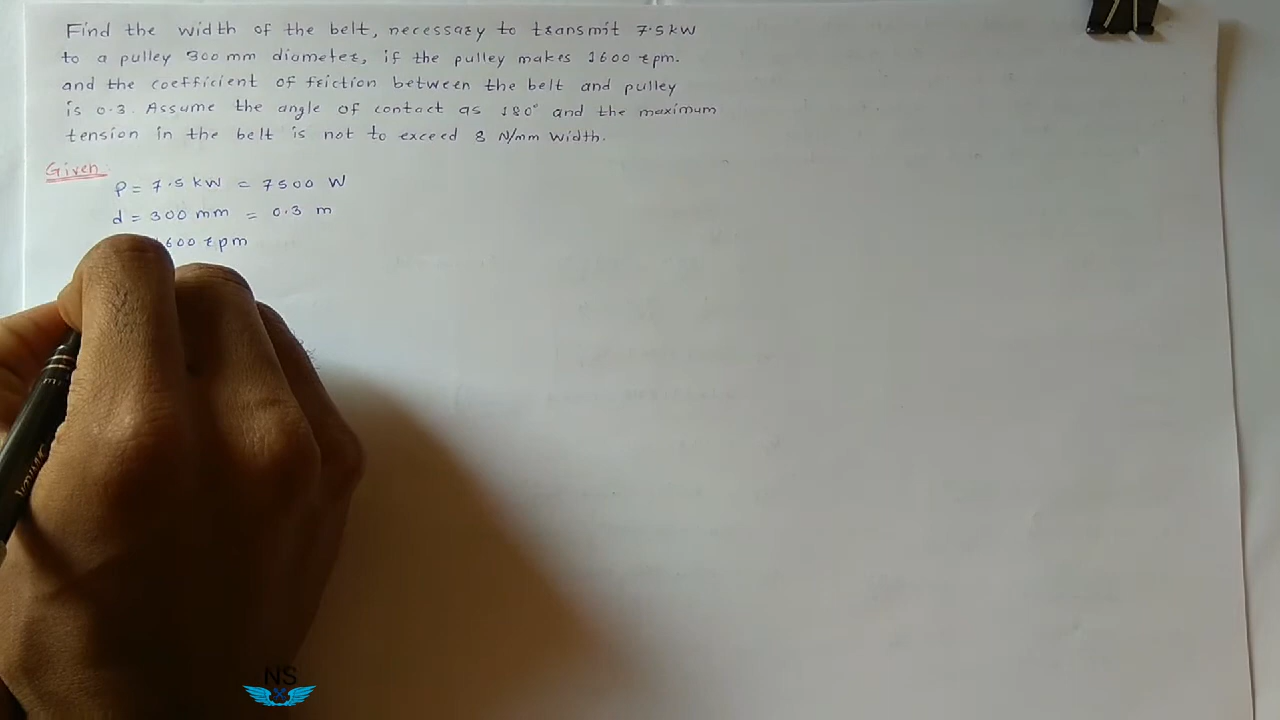 Find the width of the belt, necessary to transmit 7.5 kW
to a pulley 300 mm diameter, if the pulley makes 1600 rpm.
and the coefficient of friction between the belt and pulley
is 0.3. Assume the angle of contact as 180° and the maximum
tension in the belt is not to exceed 8 N/mm width.
Given
P = 7.5 kW = 7500 W
d = 300 mm = 0.3 m
1600 rpm
NS